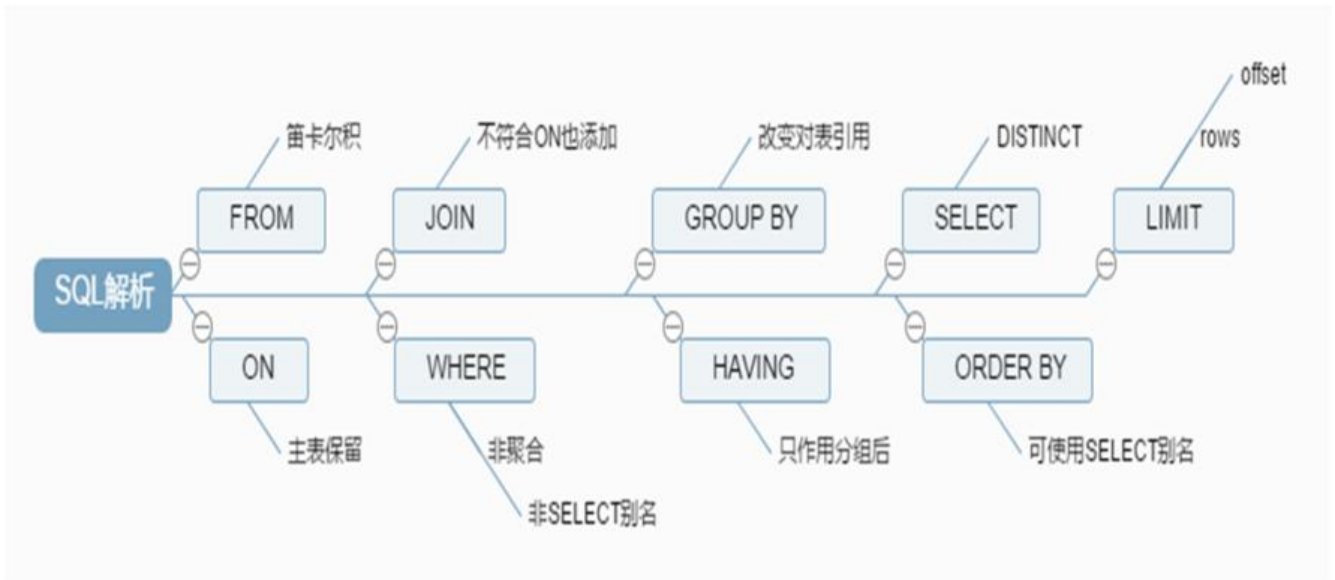 offset
笛卡尔积
不符合ON也添加
改变对表引用
DISTINCT
rows
FROM
JOIN
GROUP BY
SELECT
LIMIT
SQL解析
ON
WHERE
HAVING
ORDER BY
主表保留
非聚合
只作用分组后
可使用SELECT别名
非SELECT别名